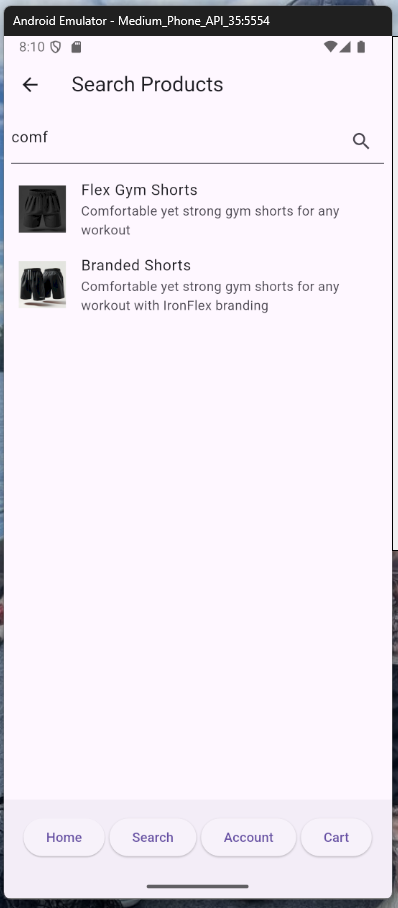 Android Emulator - Medium_Phone_API_35:5554
8:10
Search Products
comf
Flex Gym Shorts
Comfortable yet strong gym shorts for any
workout
Branded Shorts
Comfortable yet strong gym shorts for any
workout with IronFlex branding
Home Search Account Cart